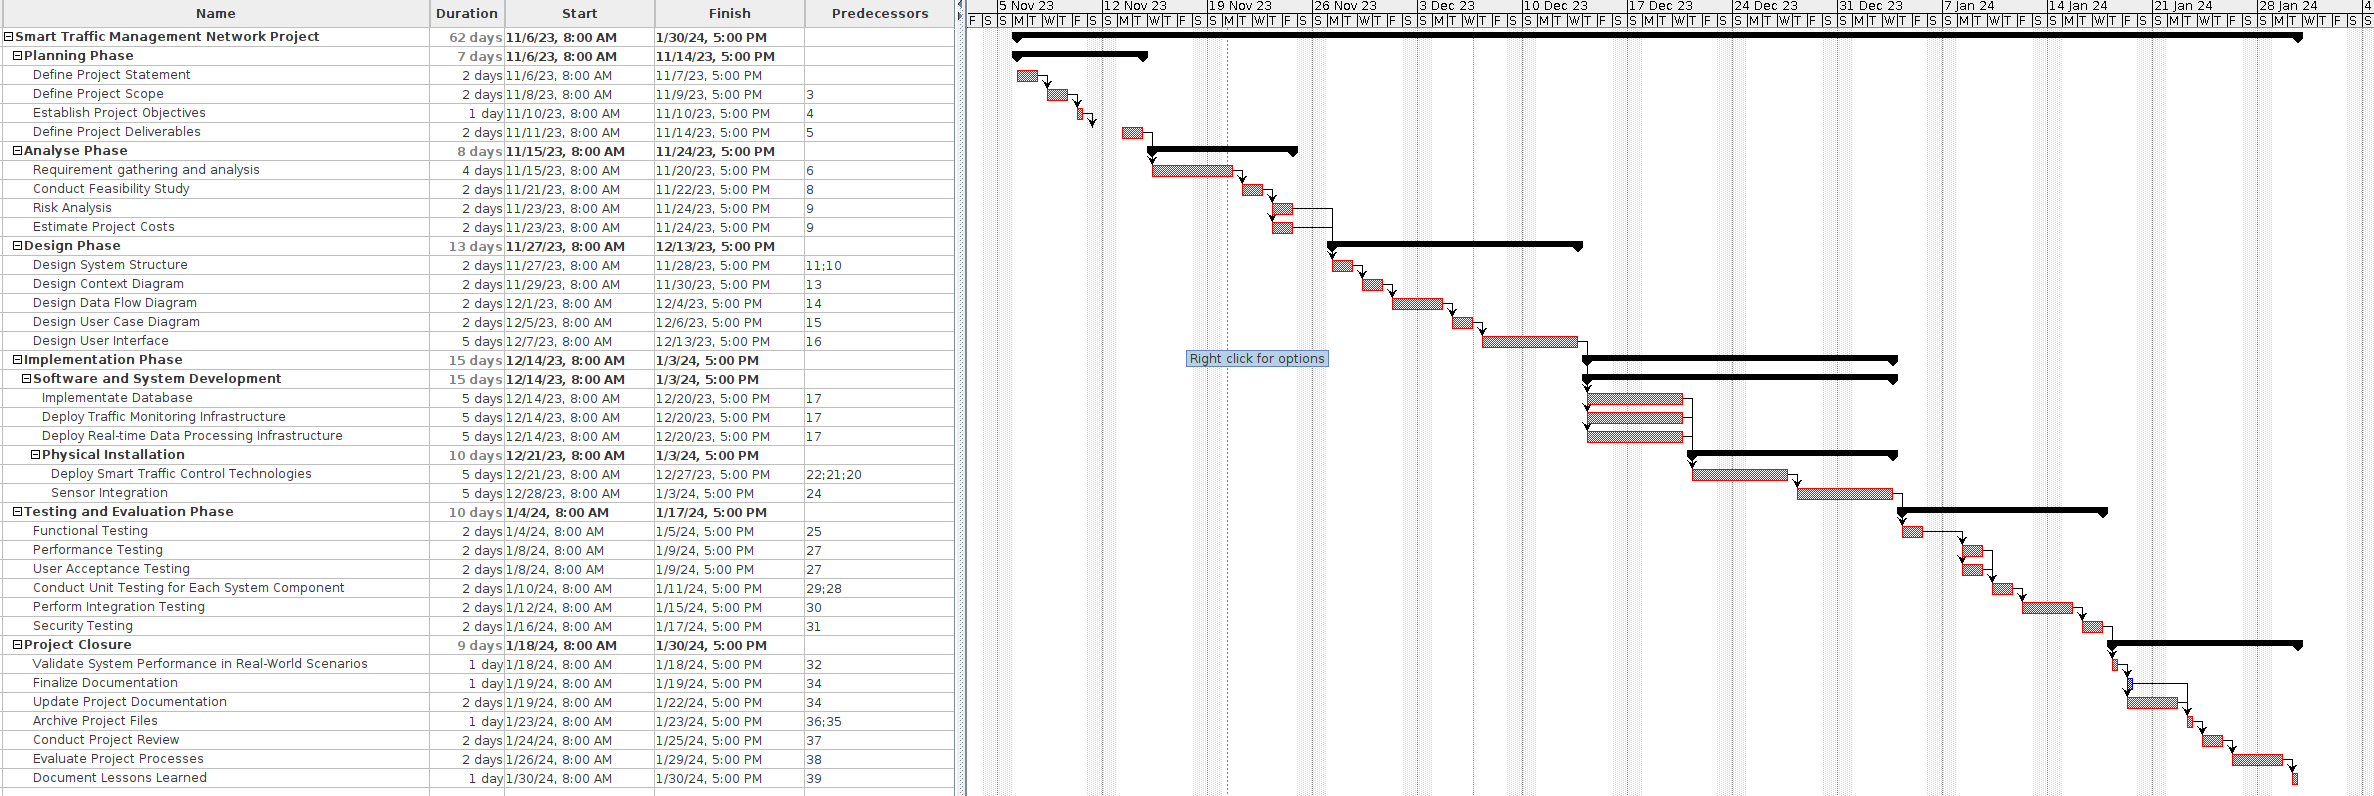 Name Duration Start Finish Predecessors
5 Nov 23 12 Nov 23 19 Nov 23 26 Nov 23 3 Dec 23 10 Dec 23 17 Dec 23 24 Dec 23 31 Dec 23 7 Jan 24 14 Jan 24 21 Jan 24 28 Jan 24 4
F S S M T W T F S S M T W T F S S M T W T F S S M T W T F S S M T W T F S S M T W T F S S M T W T F S S M T W T F S S M T W T F S S M T W T F S S M T W T F S S M T W T F S S M T W T F S S M T W T F S
Smart Traffic Management Network Project 62 days 11/6/23, 8:00 AM 1/30/24, 5:00 PM
Planning Phase 7 days 11/6/23, 8:00 AM 11/14/23, 5:00 PM
Define Project Statement 2 days 11/6/23, 8:00 AM 11/7/23, 5:00 PM
Define Project Scope 2 days 11/8/23, 8:00 AM 11/9/23, 5:00 PM 3
Establish Project Objectives 1 day 11/10/23, 8:00 AM 11/10/23, 5:00 PM 4
Define Project Deliverables 2 days 11/11/23, 8:00 AM 11/14/23, 5:00 PM 5
Analyse Phase 8 days 11/15/23, 8:00 AM 11/24/23, 5:00 PM
Requirement gathering and analysis 4 days 11/15/23, 8:00 AM 11/20/23, 5:00 PM 6
Conduct Feasibility Study 2 days 11/21/23, 8:00 AM 11/22/23, 5:00 PM 8
Risk Analysis 2 days 11/23/23, 8:00 AM 11/24/23, 5:00 PM 9
Estimate Project Costs 2 days 11/23/23, 8:00 AM 11/24/23, 5:00 PM 9
Design Phase 13 days 11/27/23, 8:00 AM 12/13/23, 5:00 PM
Design System Structure 2 days 11/27/23, 8:00 AM 11/28/23, 5:00 PM 11;10
Design Context Diagram 2 days 11/29/23, 8:00 AM 11/30/23, 5:00 PM 13
Design Data Flow Diagram 2 days 12/1/23, 8:00 AM 12/4/23, 5:00 PM 14
Design User Case Diagram 2 days 12/5/23, 8:00 AM 12/6/23, 5:00 PM 15
Design User Interface 5 days 12/7/23, 8:00 AM 12/13/23, 5:00 PM 16
Implementation Phase 15 days 12/14/23, 8:00 AM 1/3/24, 5:00 PM Right click for options
Software and System Development 15 days 12/14/23, 8:00 AM 1/3/24, 5:00 PM
Implementate Database 5 days 12/14/23, 8:00 AM 12/20/23, 5:00 PM 17
Deploy Traffic Monitoring Infrastructure 5 days 12/14/23, 8:00 AM 12/20/23, 5:00 PM 17
Deploy Real-time Data Processing Infrastructure 5 days 12/14/23, 8:00 AM 12/20/23, 5:00 PM 17
Physical Installation 10 days 12/21/23, 8:00 AM 1/3/24, 5:00 PM
Deploy Smart Traffic Control Technologies 5 days 12/21/23, 8:00 AM 12/27/23, 5:00 PM 22;21;20
Sensor Integration 5 days 12/28/23, 8:00 AM 1/3/24, 5:00 PM 24
Testing and Evaluation Phase 10 days 1/4/24, 8:00 AM 1/17/24, 5:00 PM
Functional Testing 2 days 1/4/24, 8:00 AM 1/5/24, 5:00 PM 25
Performance Testing 2 days 1/8/24, 8:00 AM 1/9/24, 5:00 PM 27
User Acceptance Testing 2 days 1/8/24, 8:00 AM 1/9/24, 5:00 PM 27
Conduct Unit Testing for Each System Component 2 days 1/10/24, 8:00 AM 1/11/24, 5:00 PM 29;28
Perform Integration Testing 2 days 1/12/24, 8:00 AM 1/15/24, 5:00 PM 30
Security Testing 2 days 1/16/24, 8:00 AM 1/17/24, 5:00 PM 31
Project Closure 9 days 1/18/24, 8:00 AM 1/30/24, 5:00 PM
Validate System Performance in Real-World Scenarios 1 day 1/18/24, 8:00 AM 1/18/24, 5:00 PM 32
Finalize Documentation 1 day 1/19/24, 8:00 AM 1/19/24, 5:00 PM 34
Update Project Documentation 2 days 1/19/24, 8:00 AM 1/22/24, 5:00 PM 34
Archive Project Files 1 day 1/23/24, 8:00 AM 1/23/24, 5:00 PM 36;35
Conduct Project Review 2 days 1/24/24, 8:00 AM 1/25/24, 5:00 PM 37
Evaluate Project Processes 2 days 1/26/24, 8:00 AM 1/29/24, 5:00 PM 38
Document Lessons Learned 1 day 1/30/24, 8:00 AM 1/30/24, 5:00 PM 39